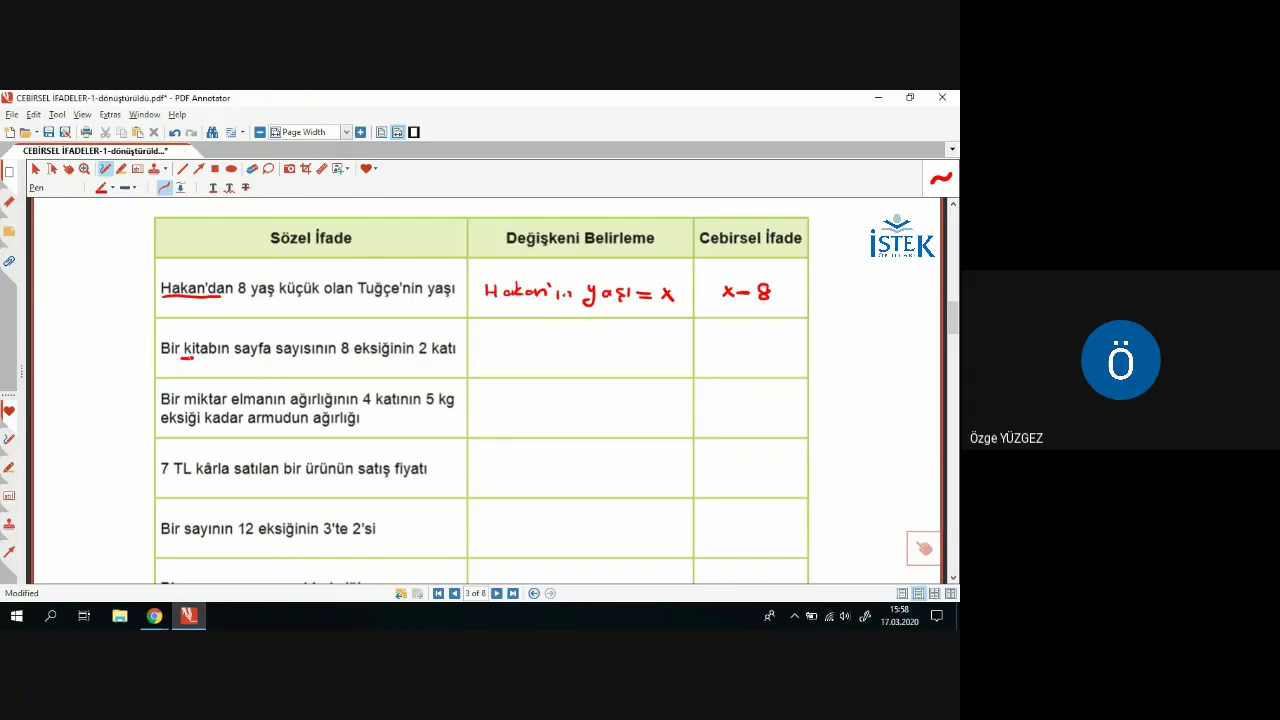 CEBİRSEL İFADELER-1-dönüştürüldü.pdf* - PDF Annotator
File Edit Tool View Extras Window Help
Page Width
CEBİRSEL İFADELER-1-dönüştürüld...*
Pen
Sözel İfade Değişkeni Belirleme Cebirsel İfade
İSTEK
Hakan'dan 8 yaş küçük olan Tuğçe'nin yaşı Hakan'ın yaşı = x x - 8
Bir kitabın sayfa sayısının 8 eksiğinin 2 katı
Bir miktar elmanın ağırlığının 4 katının 5 kg
eksiği kadar armudun ağırlığı
7 TL kârla satılan bir ürünün satış fiyatı
Bir sayının 12 eksiğinin 3'te 2'si
Modified 3 of 8
15:58
17.03.2020
Ö
Özge YÜZGEZ